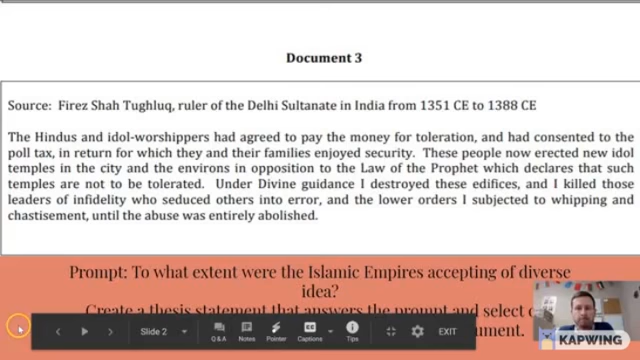 Document 3
Source: Firez Shah Tughluq, ruler of the Delhi Sultanate in India from 1351 CE to 1388 CE
The Hindus and idol-worshippers had agreed to pay the money for toleration, and had consented to the
poll tax, in return for which they and their families enjoyed security. These people now erected new idol
temples in the city and the environs in opposition to the Law of the Prophet which declares that such
temples are not to be tolerated. Under Divine guidance I destroyed these edifices, and I killed those
leaders of infidelity who seduced others into error, and the lower orders I subjected to whipping and
chastisement, until the abuse was entirely abolished.
Prompt: To what extent were the Islamic Empires accepting of diverse
idea?
Create a thesis statement that answers the prompt and select
ument.
Slide 2
Q & A
Notes
Pointer
Captions
Tips
EXIT
KAPWING